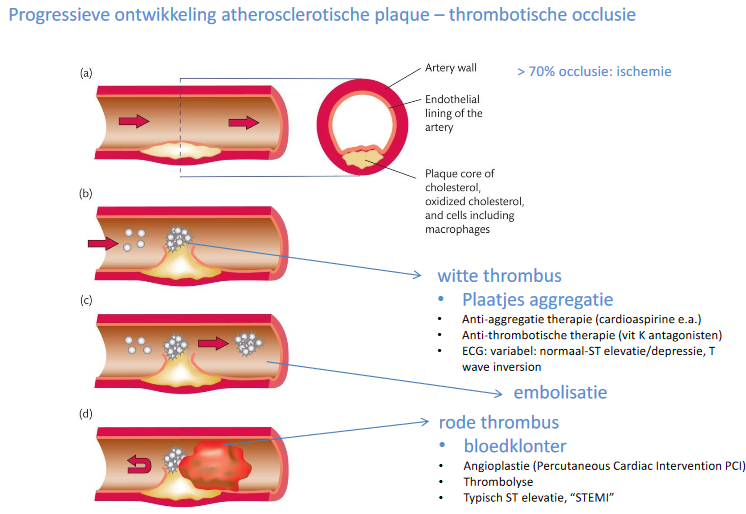 Progressieve ontwikkeling atherosclerotische plaque – thrombotische occlusie
(a)
Artery wall
> 70% occlusie: ischemie
Endothelial
lining of the
artery
Plaque core of
cholesterol,
oxidized cholesterol,
and cells including
macrophages
(b)
witte thrombus
• Plaatjes aggregatie
• Anti-aggregatie therapie (cardioaspirine e.a.)
• Anti-thrombotische therapie (vit K antagonisten)
• ECG: variabel: normaal-ST elevatie/depressie, T
wave inversion
(c)
embolisatie
(d)
rode thrombus
• bloedklonter
• Angioplastie (Percutaneous Cardiac Intervention PCI)
• Thrombolyse
• Typisch ST elevatie, “STEMI”